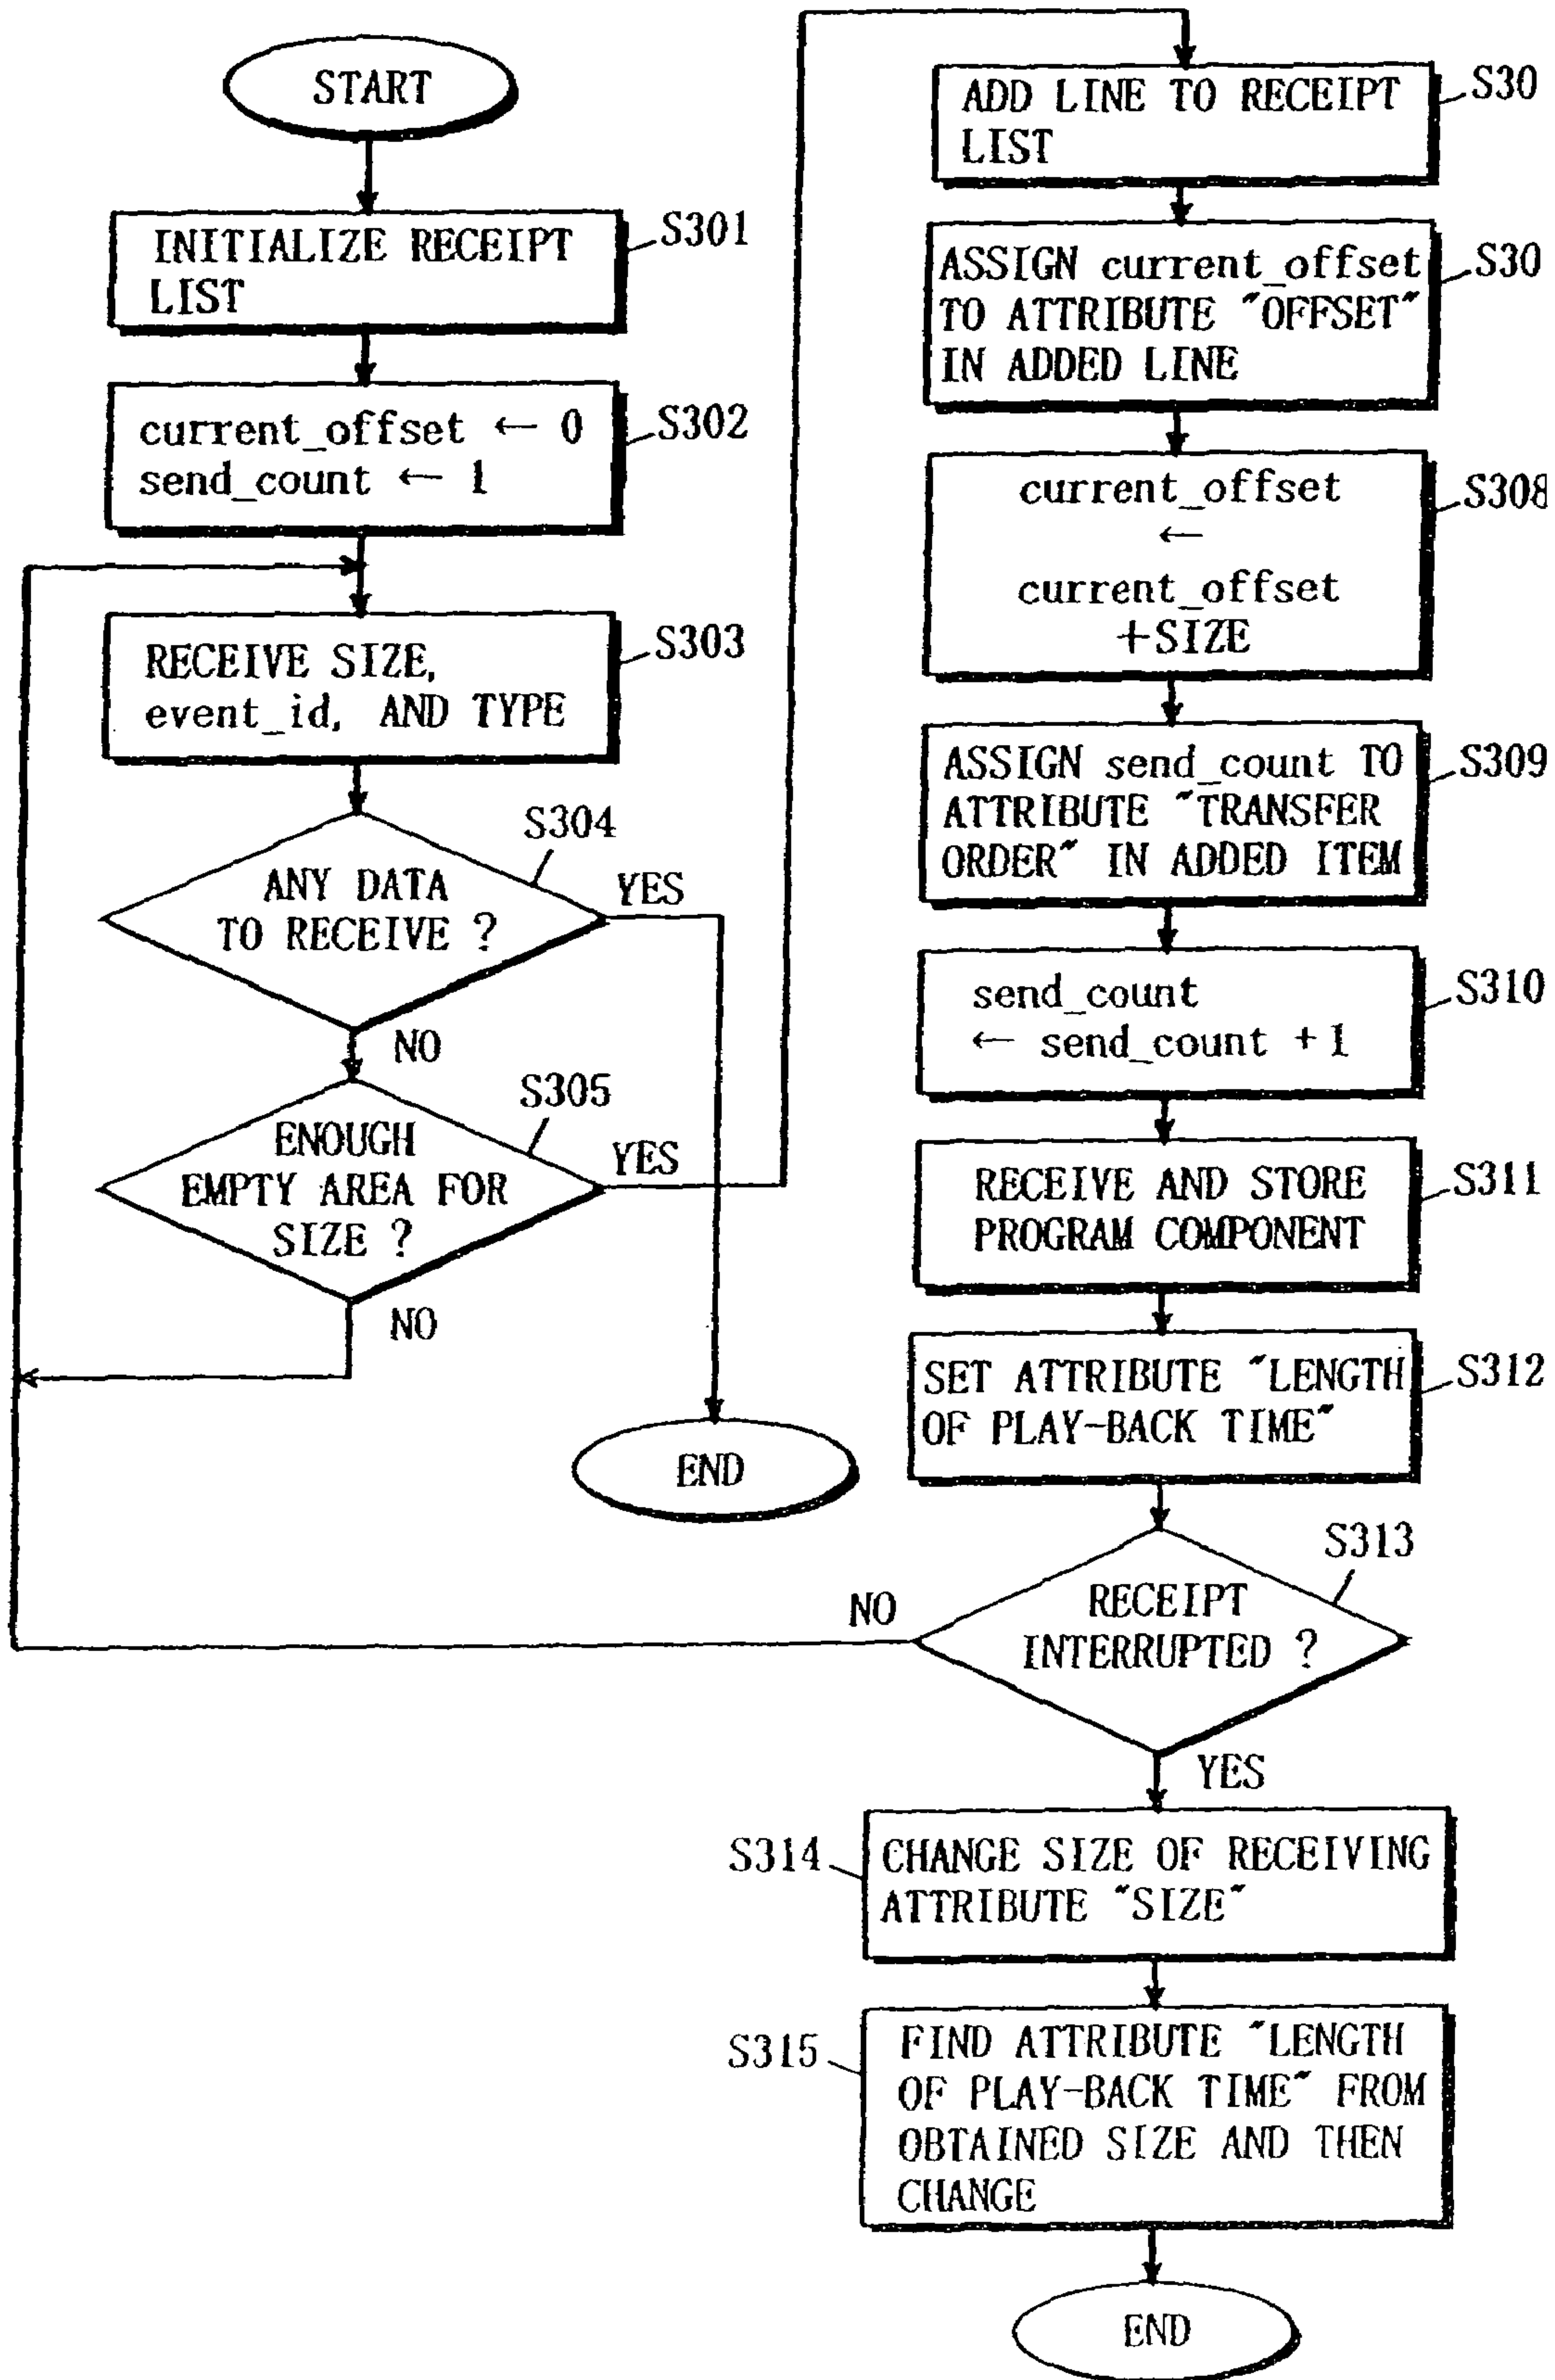 START
INITIALIZE RECEIPT
LIST
S301
current_offset ← 0
send_count ← 1
S302
RECEIVE SIZE,
event_id, AND TYPE
S303
S304
ANY DATA
TO RECEIVE ?
YES
NO
S305
ENOUGH
EMPTY AREA FOR
SIZE ?
YES
NO
END
ADD LINE TO RECEIPT
LIST
S30
ASSIGN current_offset
TO ATTRIBUTE "OFFSET"
IN ADDED LINE
S30
current_offset
←
current_offset
+SIZE
S308
ASSIGN send_count TO
ATTRIBUTE "TRANSFER
ORDER" IN ADDED ITEM
S309
send_count
← send_count +1
S310
RECEIVE AND STORE
PROGRAM COMPONENT
S311
SET ATTRIBUTE "LENGTH
OF PLAY-BACK TIME"
S312
S313
RECEIPT
INTERRUPTED ?
NO
YES
S314
CHANGE SIZE OF RECEIVING
ATTRIBUTE "SIZE"
S315
FIND ATTRIBUTE "LENGTH
OF PLAY-BACK TIME" FROM
OBTAINED SIZE AND THEN
CHANGE
END